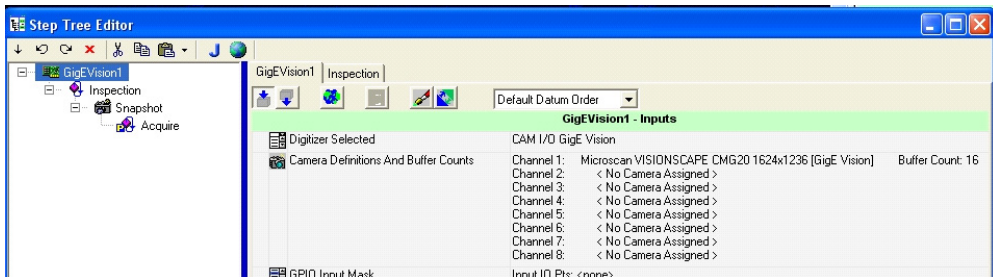 Step Tree Editor
J
GigEVision1
Inspection
Snapshot
Acquire
GigEVision1 Inspection
Default Datum Order
GigEVision1 - Inputs
Digitizer Selected CAM I/O GigE Vision
Camera Definitions And Buffer Counts Channel 1: Microscan VISIONSCAPE CMG20 1624x1236 [GigE Vision] Buffer Count: 16
Channel 2: < No Camera Assigned >
Channel 3: < No Camera Assigned >
Channel 4: < No Camera Assigned >
Channel 5: < No Camera Assigned >
Channel 6: < No Camera Assigned >
Channel 7: < No Camera Assigned >
Channel 8: < No Camera Assigned >
GPIO Input Mask Input IO Pts: <none>